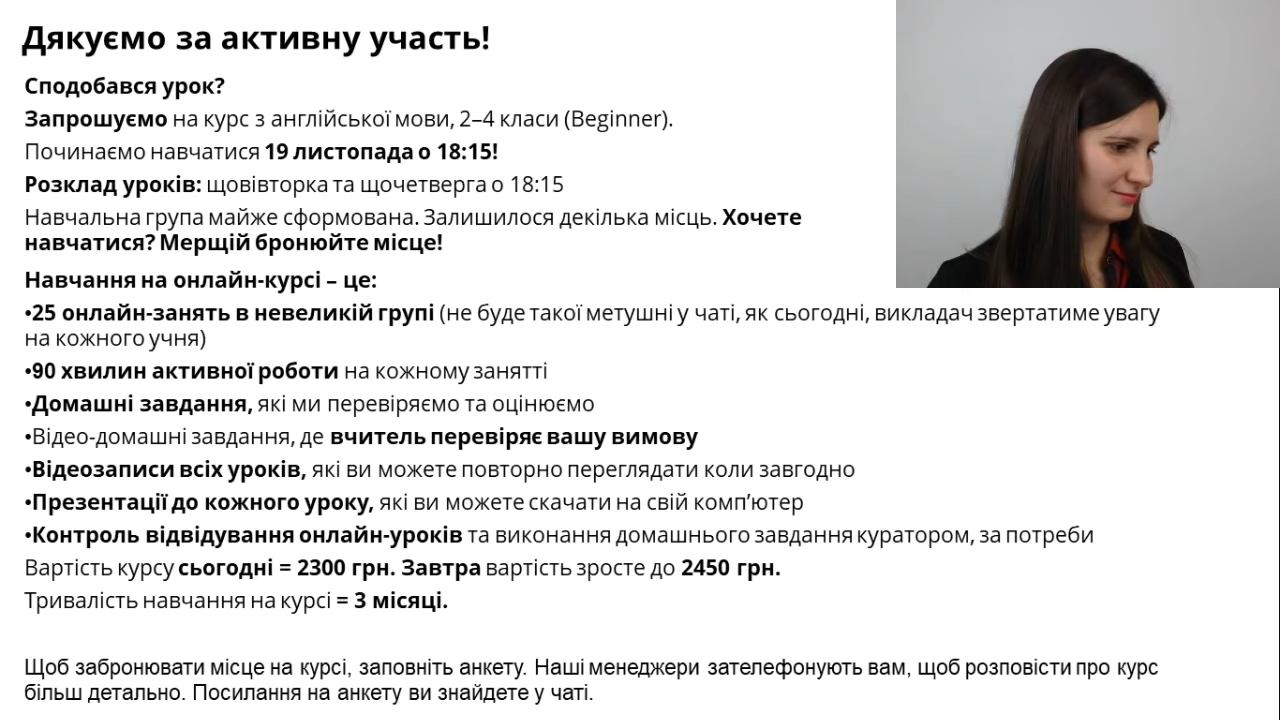 Дякуємо за активну участь!
Сподобався урок?
Запрошуємо на курс з англійської мови, 2–4 класи (Beginner).
Починаємо навчатися 19 листопада о 18:15!
Розклад уроків: щовівторка та щочетверга о 18:15
Навчальна група майже сформована. Залишилося декілька місць. Хочете
навчатися? Мерщій бронюйте місце!
Навчання на онлайн-курсі – це:
•25 онлайн-занять в невеликій групі (не буде такої метушні у чаті, як сьогодні, викладач звертатиме увагу
на кожного учня)
•90 хвилин активної роботи на кожному занятті
•Домашні завдання, які ми перевіряємо та оцінюємо
•Відео-домашні завдання, де вчитель перевіряє вашу вимову
•Відеозаписи всіх уроків, які ви можете повторно переглядати коли завгодно
•Презентації до кожного уроку, які ви можете скачати на свій комп’ютер
•Контроль відвідування онлайн-уроків та виконання домашнього завдання куратором, за потреби
Вартість курсу сьогодні = 2300 грн. Завтра вартість зросте до 2450 грн.
Тривалість навчання на курсі = 3 місяці.
Щоб забронювати місце на курсі, заповніть анкету. Наші менеджери зателефонують вам, щоб розповісти про курс
більш детально. Посилання на анкету ви знайдете у чаті.